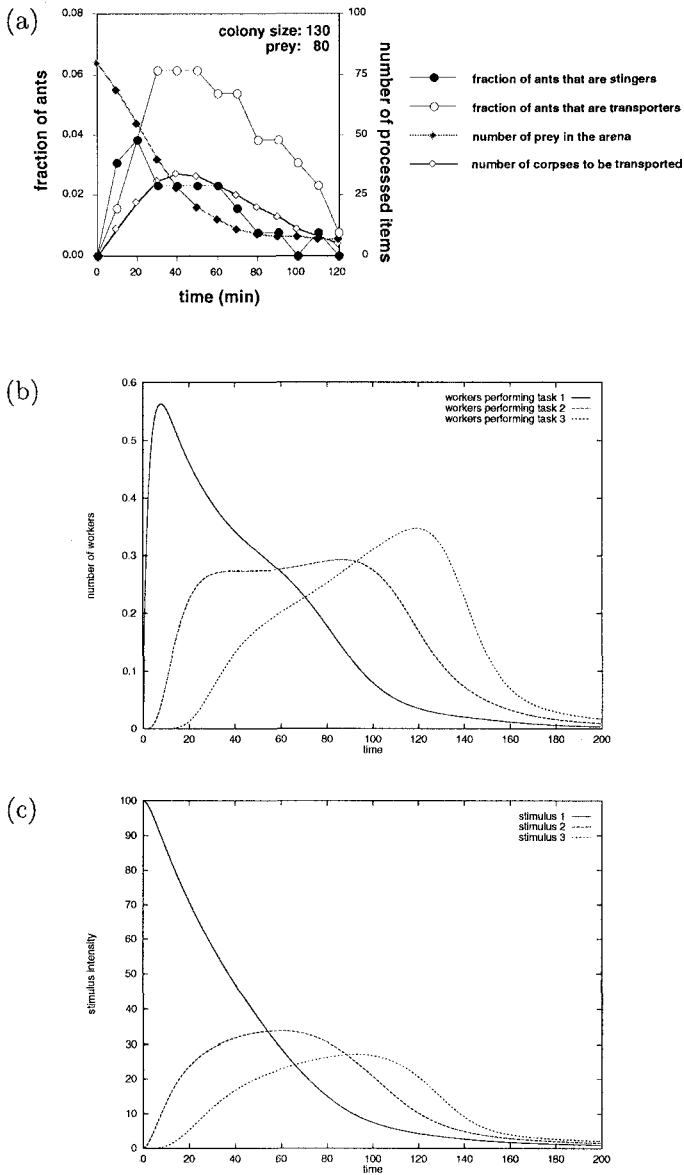 (a)
colony size: 130
prey: 80
0.08
0.06
0.04
0.02
0.00
fraction of ants
100
75
50
25
0
number of processed items
0 20 40 60 80 100 120
time (min)
fraction of ants that are stingers
fraction of ants that are transporters
number of prey in the arena
number of corpses to be transported
(b)
workers performing task 1
workers performing task 2
workers performing task 3
0.6
0.5
0.4
0.3
0.2
0.1
0
number of workers
0 20 40 60 80 100 120 140 160 180 200
time
(c)
stimulus 1
stimulus 2
stimulus 3
100
90
80
70
60
50
40
30
20
10
0
stimulus intensity
0 20 40 60 80 100 120 140 160 180 200
time